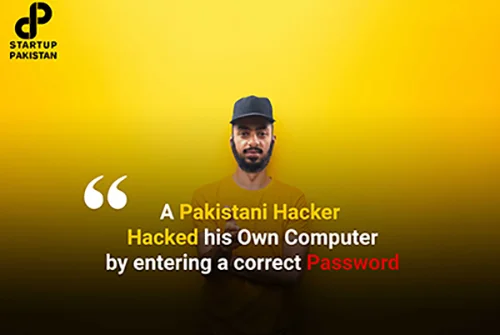 STARTUP
PAKISTAN
“
A Pakistani Hacker
Hacked his Own Computer
by entering a correct Password